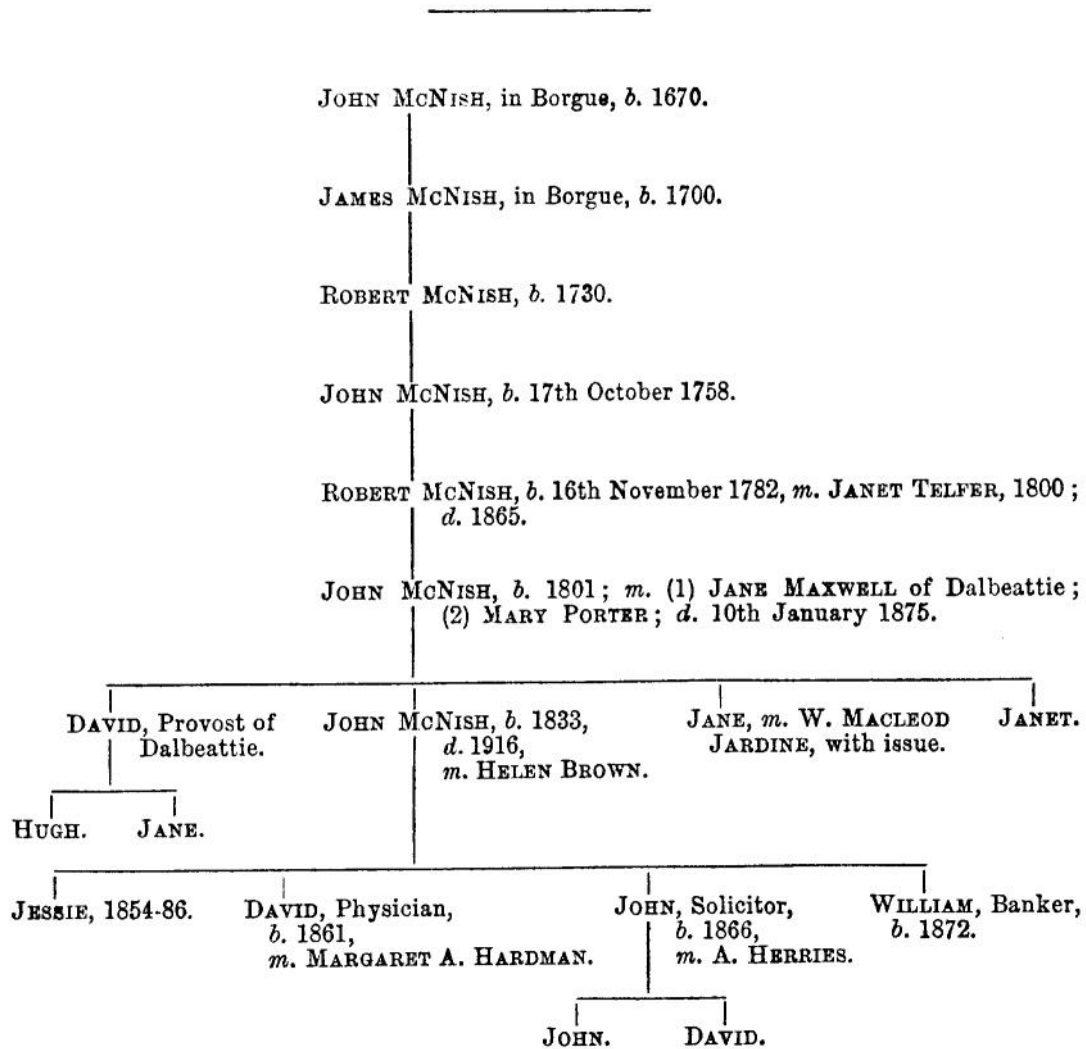 JOHN MCNISH, in Borgue, b. 1670.
JAMES MCNISH, in Borgue, b. 1700.
ROBERT MCNISH, b. 1730.
JOHN MCNISH, b. 17th October 1758.
ROBERT MCNISH, b. 16th November 1782, m. JANET TELFER, 1800;
d. 1865.
JOHN MCNISH, b. 1801; m. (1) JANE MAXWELL of Dalbeattie;
(2) MARY PORTER; d. 10th January 1875.
DAVID, Provost of
Dalbeattie.
JOHN MCNISH, b. 1833,
d. 1916,
m. HELEN BROWN.
JANE, m. W. MACLEOD
JARDINE, with issue.
JANET.
HUGH.
JANE.
JESSIE, 1854-86.
DAVID, Physician,
b. 1861,
m. MARGARET A. HARDMAN.
JOHN, Solicitor,
b. 1866,
m. A. HERRIES.
WILLIAM, Banker,
b. 1872.
JOHN.
DAVID.